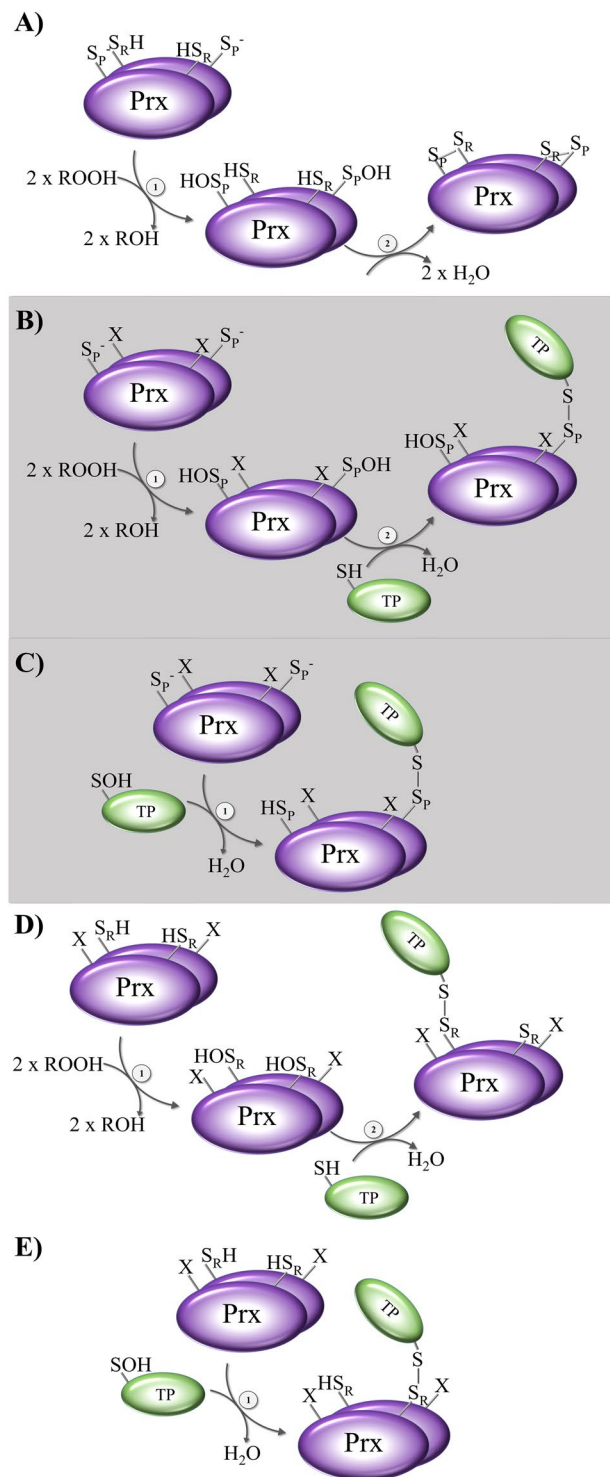 A)
S_P^- S_RH HS_R S_P^-
Prx
2 x ROOH 1
2 x ROH
HOS_P HS_R HS_R S_POH
Prx
2
2 x H_2O
S_P S_R S_R S_P
Prx
B)
S_P^- X X S_P^-
Prx
2 x ROOH 1
2 x ROH
HOS_P X X S_POH
Prx
2
H_2O
SH
TP
TP
S
S_P
HOS_P X X
Prx
C)
S_P^- X X S_P^-
Prx
SOH
TP
1
H_2O
TP
S
S_P
HS_P X X
Prx
D)
X S_RH HS_R X
Prx
2 x ROOH 1
2 x ROH
HOS_R HOS_R X
X
Prx
2
H_2O
SH
TP
TP
S
S_R
X S_R X
Prx
E)
X S_RH HS_R X
Prx
SOH
TP
1
H_2O
TP
S
S_R
X HS_R X
Prx